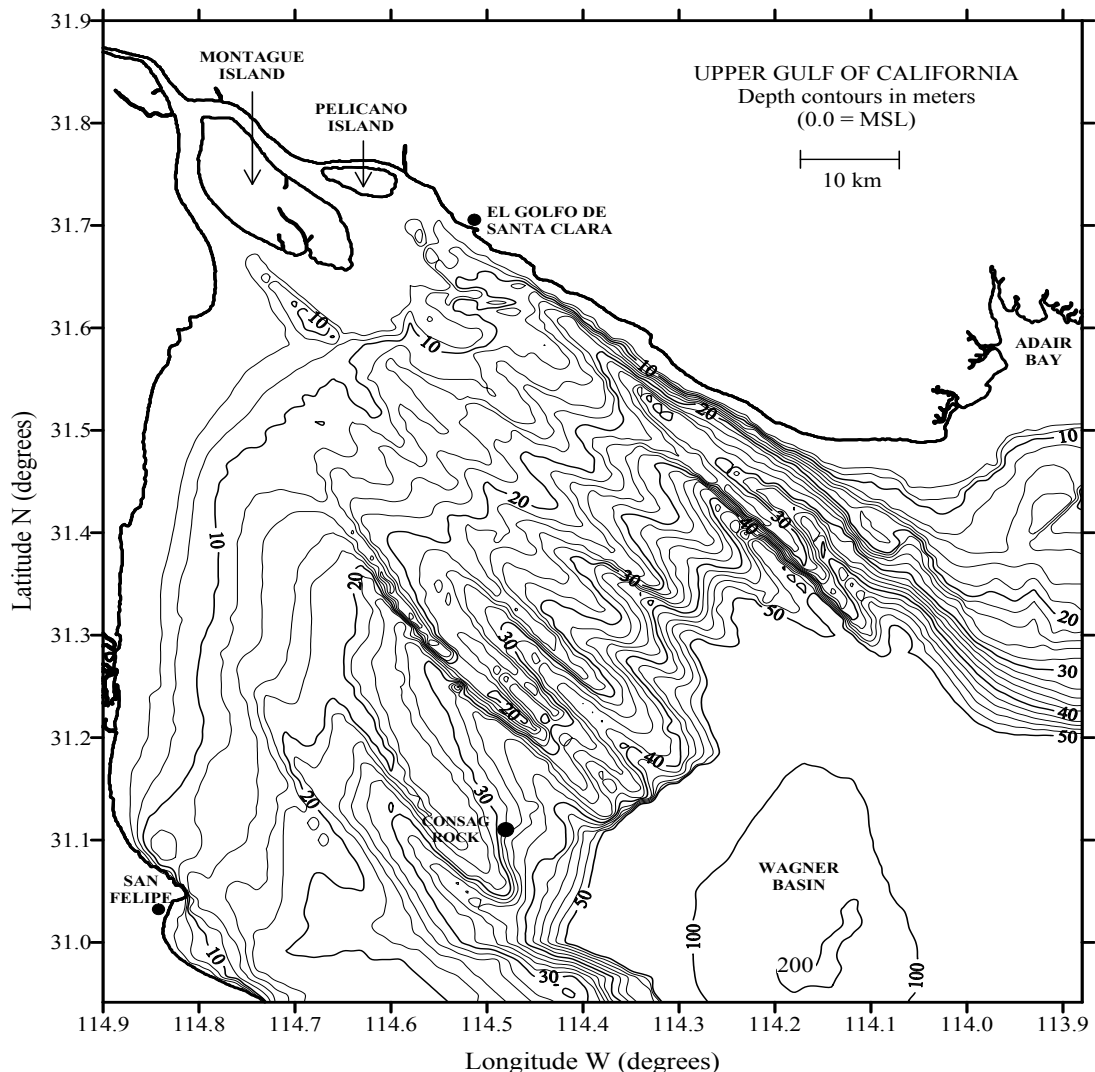 31.9
31.8
31.7
31.6
31.5
31.4
31.3
31.2
31.1
31.0
Latitude N (degrees)
MONTAGUE
ISLAND
PELICANO
ISLAND
UPPER GULF OF CALIFORNIA
Depth contours in meters
(0.0 = MSL)
10 km
EL GOLFO DE
SANTA CLARA
ADAIR
BAY
10
10
10
20
10
20
30
40
10
20
30
50
20
30
40
50
20
30
20
40
30
20
CONSAG
ROCK
50
SAN
FELIPE
10
30
WAGNER
BASIN
100
100
200
114.9
114.8
114.7
114.6
114.5
114.4
114.3
114.2
114.1
114.0
113.9
Longitude W (degrees)